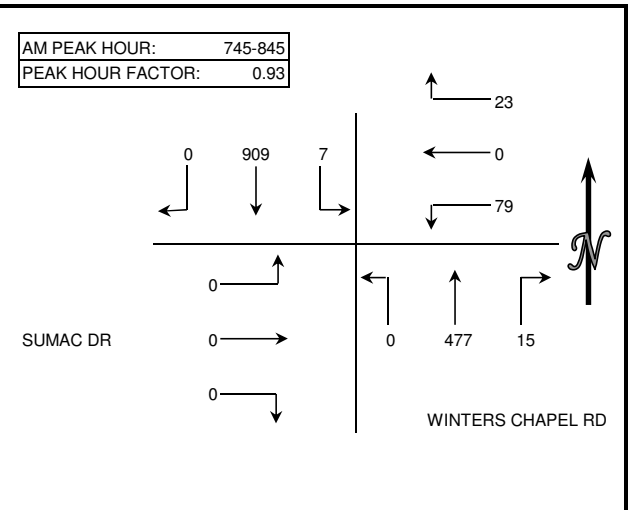 AM PEAK HOUR: 745-845
PEAK HOUR FACTOR: 0.93
23
0 909 7 0
79
0
N
SUMAC DR 0 0 477 15
0
WINTERS CHAPEL RD